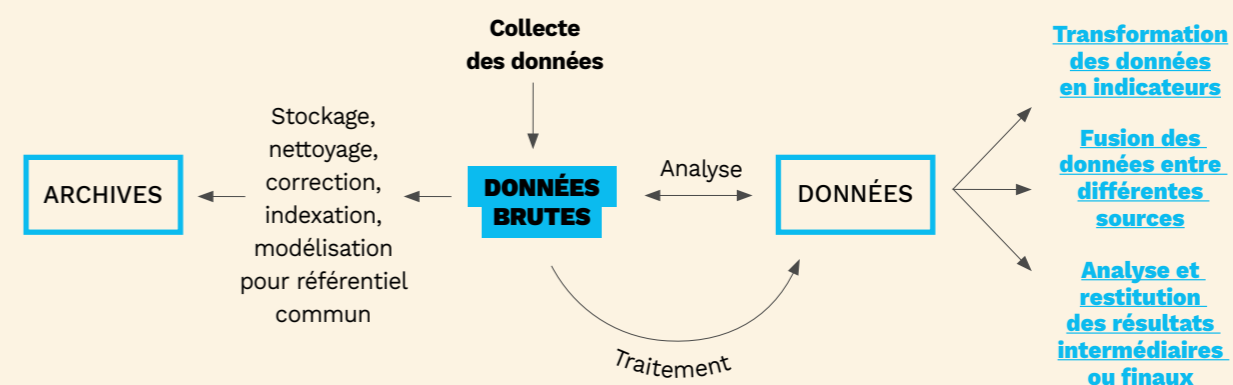 Collecte
des données
Stockage,
nettoyage,
correction,
indexation,
modélisation
pour référentiel
commun
ARCHIVES
DONNÉES
BRUTES
Analyse
DONNÉES
Traitement
Transformation
des données
en indicateurs
Fusion des
données entre
différentes
sources
Analyse et
restitution
des résultats
intermédiaires
ou finaux